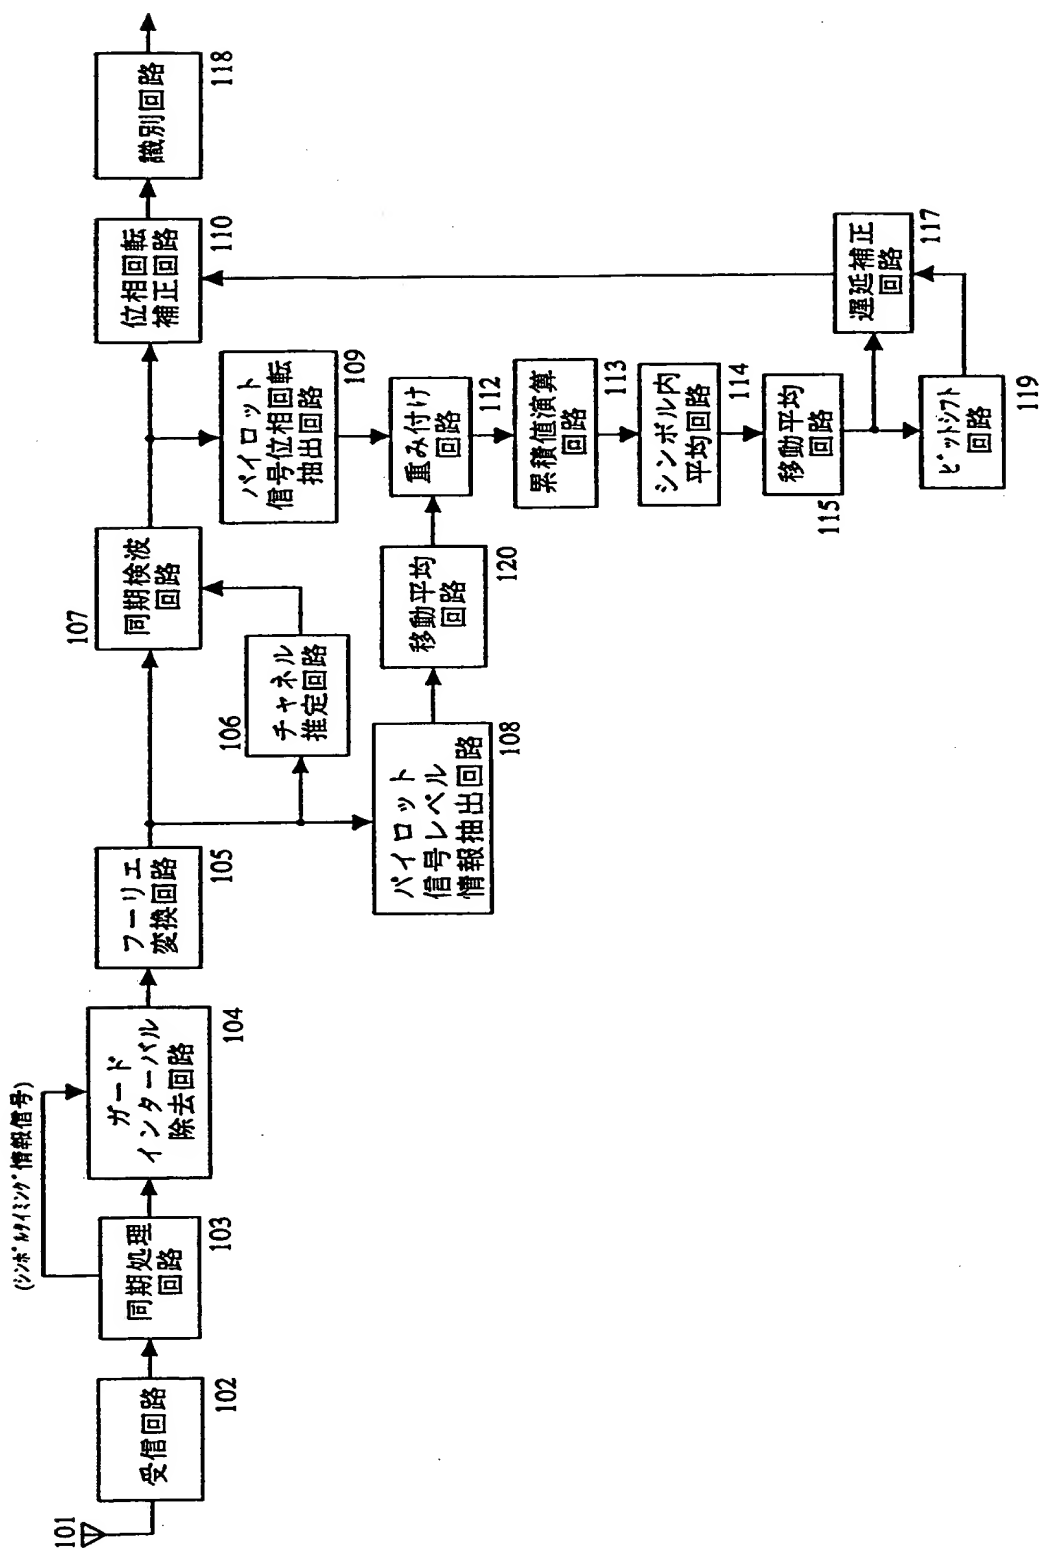 101
受信回路
102
同期処理
回路
103
(シンボルタイミング情報信号)
ガード
インターバル
除去回路
104
フーリエ
変換回路
105
チャネル
推定回路
106
同期検波
回路
107
パイロット
信号レベル
情報抽出回路
108
移動平均
回路
120
パイロット
信号位相回転
抽出回路
109
重み付け
回路
112
累積値演算
回路
113
シンボル内
平均回路
114
移動平均
回路
115
ビットシフト
回路
119
遅延補正
回路
117
位相回転
補正回路
110
識別回路
118